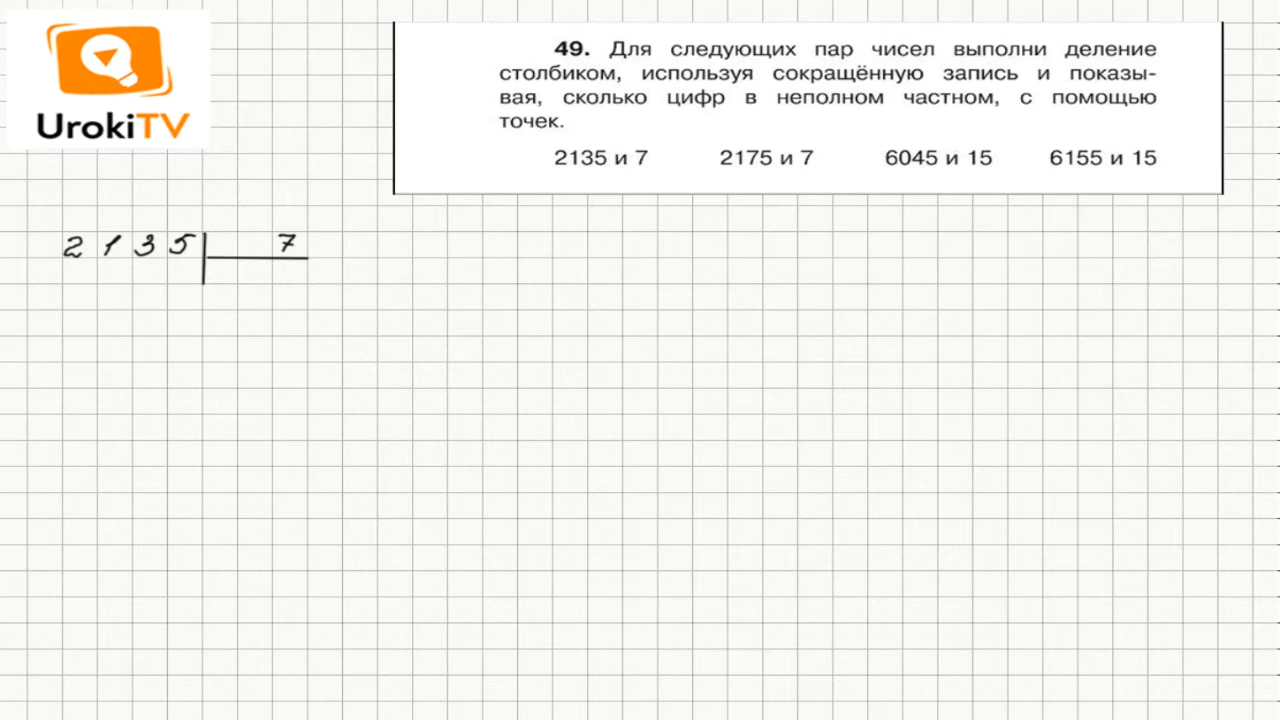 UrokiTV
49. Для следующих пар чисел выполни деление
столбиком, используя сокращённую запись и показы-
вая, сколько цифр в неполном частном, с помощью
точек.
2135 и 7 2175 и 7 6045 и 15 6155 и 15
2135 7